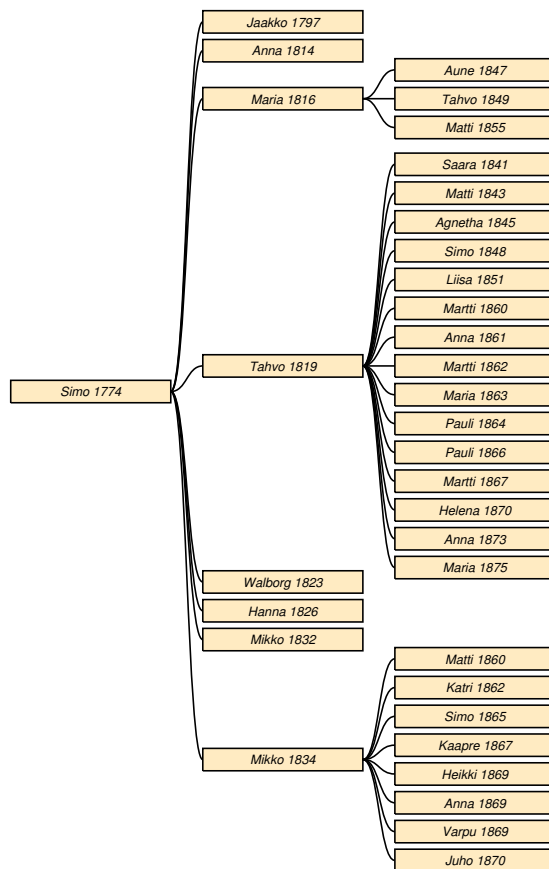 Jaakko 1797
Anna 1814
Aune 1847
Maria 1816
Tahvo 1849
Matti 1855
Saara 1841
Matti 1843
Agnetha 1845
Simo 1848
Liisa 1851
Martti 1860
Anna 1861
Tahvo 1819
Martti 1862
Simo 1774
Maria 1863
Pauli 1864
Pauli 1866
Martti 1867
Helena 1870
Anna 1873
Maria 1875
Walborg 1823
Hanna 1826
Mikko 1832
Matti 1860
Katri 1862
Simo 1865
Kaapre 1867
Mikko 1834
Heikki 1869
Anna 1869
Varpu 1869
Juho 1870